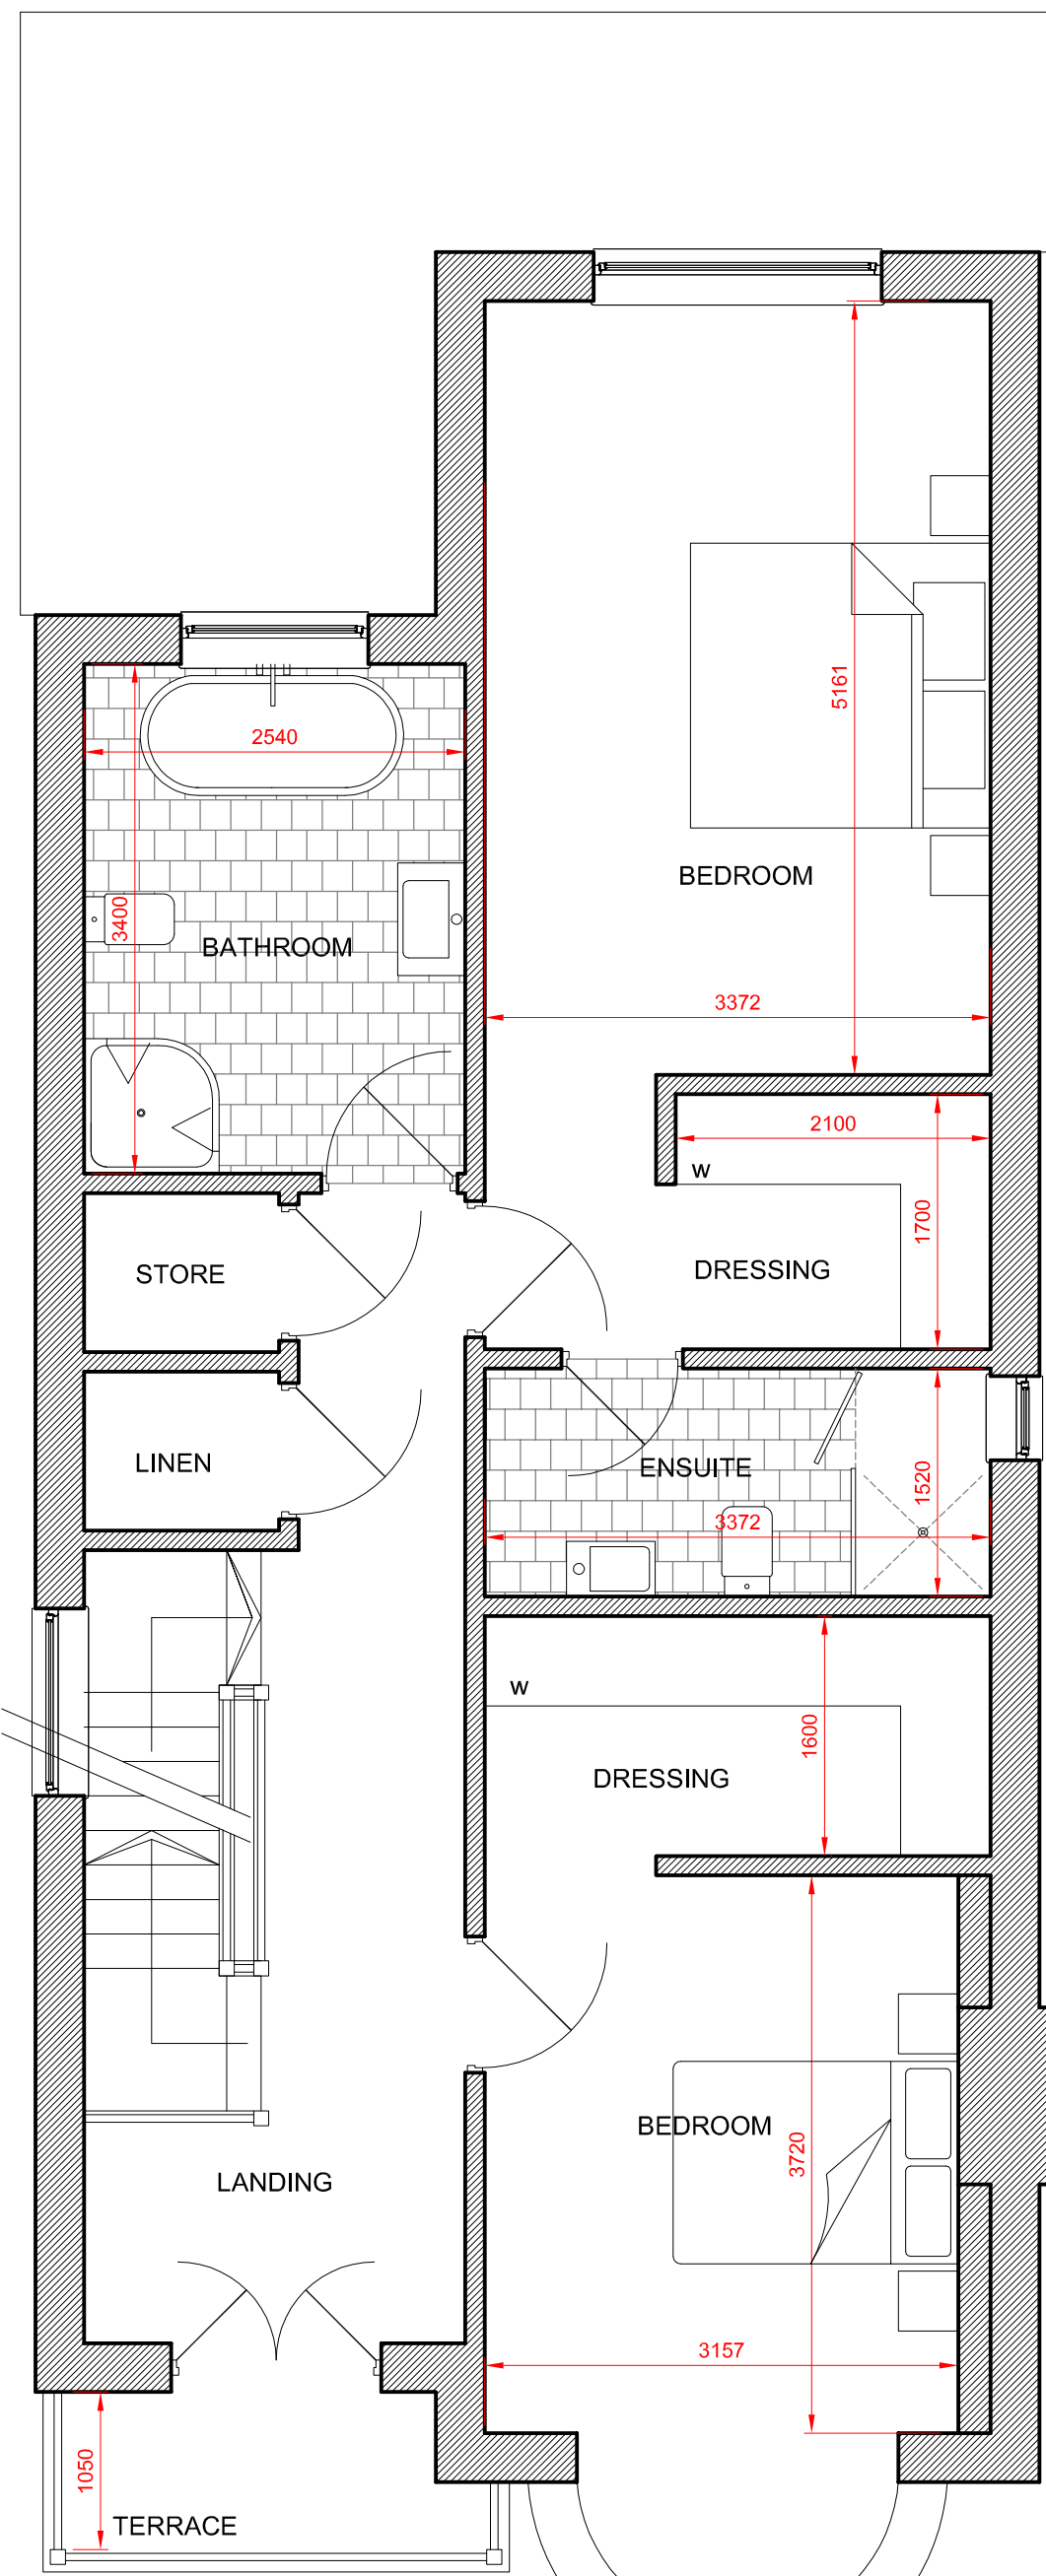 5161
2540
BEDROOM
3400
BATHROOM
3372
2100
W
1700
STORE
DRESSING
LINEN
ENSUITE
1520
3372
W
1600
DRESSING
BEDROOM
3720
LANDING
3157
1050
TERRACE